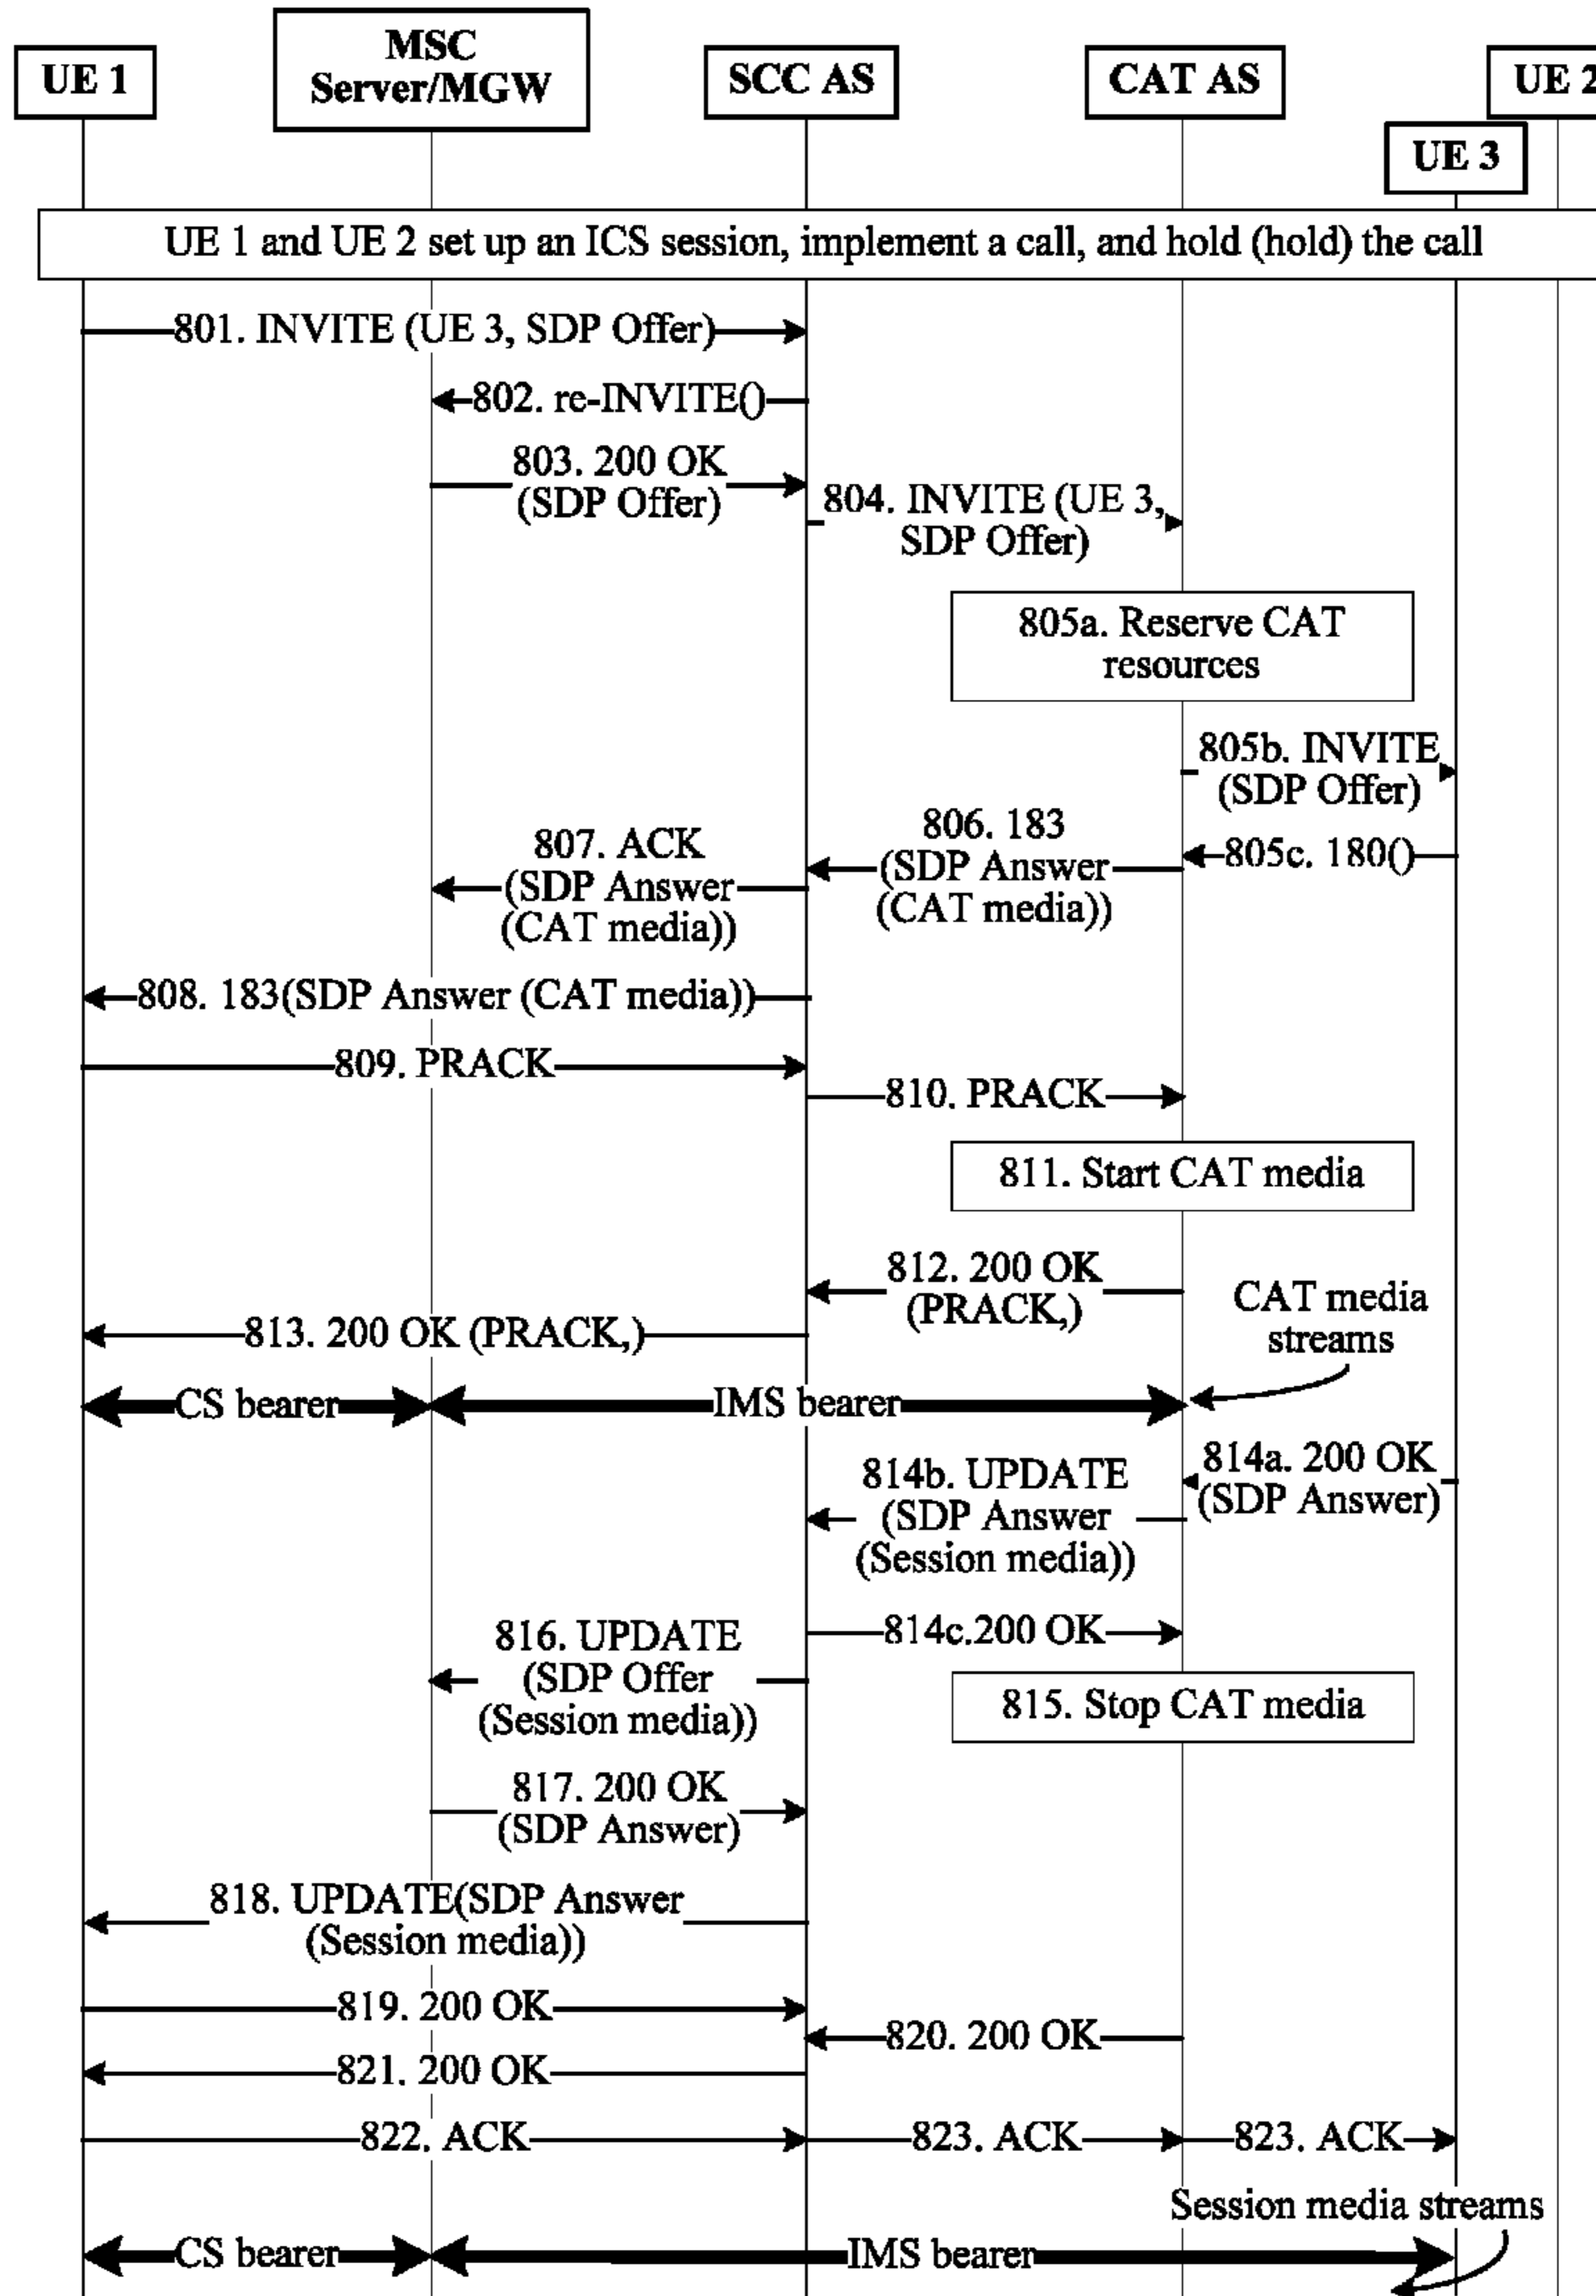 UE 1
MSC
Server/MGW
SCC AS
CAT AS
UE 2
UE 3
UE 1 and UE 2 set up an ICS session, implement a call, and hold (hold) the call
801. INVITE (UE 3, SDP Offer)
802. re-INVITE()
803. 200 OK
(SDP Offer)
804. INVITE (UE 3,
SDP Offer)
805a. Reserve CAT
resources
805b. INVITE
(SDP Offer)
805c. 180()
806. 183
(SDP Answer
(CAT media))
807. ACK
(SDP Answer
(CAT media))
808. 183(SDP Answer (CAT media))
809. PRACK
810. PRACK
811. Start CAT media
812. 200 OK
(PRACK,)
813. 200 OK (PRACK,)
CAT media
streams
CS bearer
IMS bearer
814a. 200 OK
(SDP Answer)
814b. UPDATE
(SDP Answer
(Session media))
814c.200 OK
816. UPDATE
(SDP Offer
(Session media))
815. Stop CAT media
817. 200 OK
(SDP Answer)
818. UPDATE(SDP Answer
(Session media))
819. 200 OK
820. 200 OK
821. 200 OK
822. ACK
823. ACK
823. ACK
Session media streams
CS bearer
IMS bearer